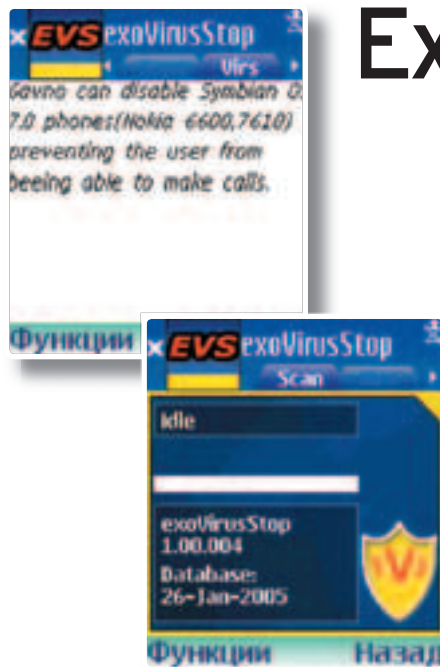 Ex
EVS exoVirusStop
Virs
Gavno can disable Symbian O
7.0 phones(Nokia 6600,7610)
preventing the user from
beeing able to make calls.
Функции
EVS exoVirusStop
Scan
Idle
exoVirusStop
1.00.004
Database:
26-Jan-2005
V
Функции Назад